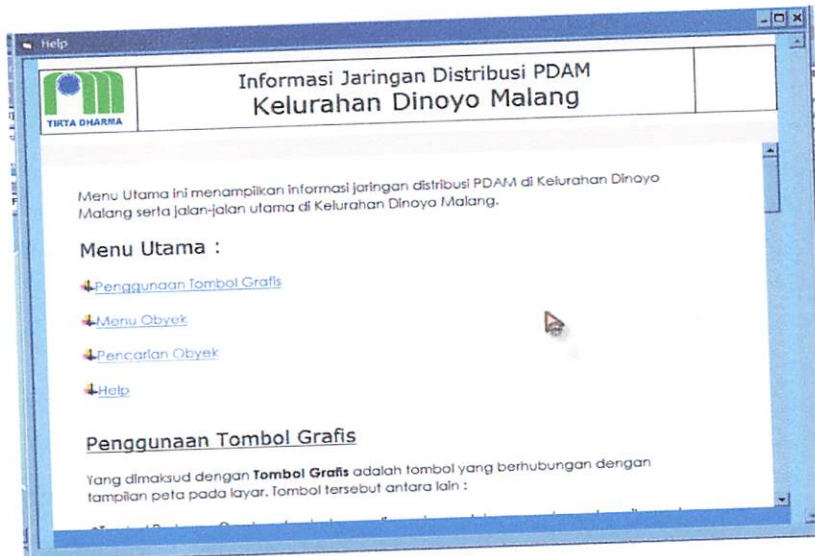 Help
TIRTA DHARMA
Informasi Jaringan Distribusi PDAM
Kelurahan Dinoyo Malang
Menu Utama ini menampilkan informasi jaringan distribusi PDAM di Kelurahan Dinoyo
Malang serta jalan-jalan utama di Kelurahan Dinoyo Malang.
Menu Utama :
Penggunaan Tombol Grafis
Menu Obyek
Pencarian Obyek
Help
Penggunaan Tombol Grafis
Yang dimaksud dengan Tombol Grafis adalah tombol yang berhubungan dengan
tampilan peta pada layar. Tombol tersebut antara lain :